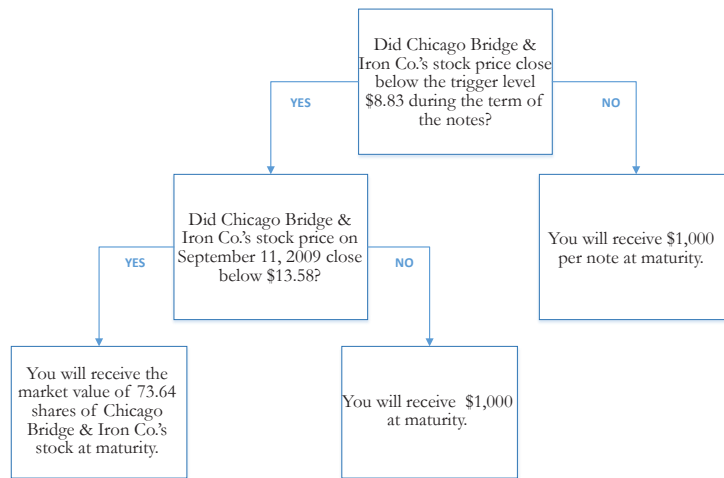 Did Chicago Bridge &
Iron Co.'s stock price close
below the trigger level
$8.83 during the term of
the notes?
YES
NO
Did Chicago Bridge &
Iron Co.'s stock price on
September 11, 2009 close
below $13.58?
You will receive $1,000
per note at maturity.
YES
NO
You will receive the
market value of 73.64
shares of Chicago
Bridge & Iron Co.'s
stock at maturity.
You will receive $1,000
at maturity.